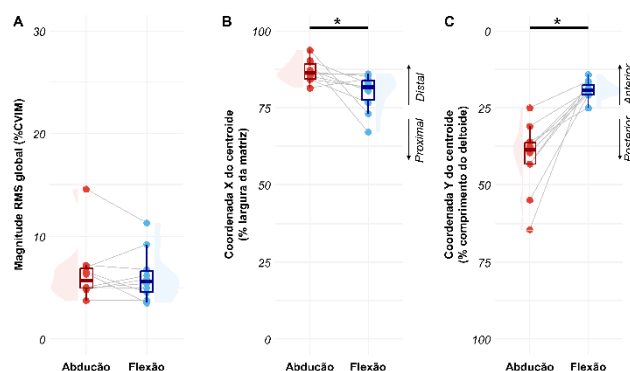 A
B
C
*
*
30
20
10
0
Magnitude RMS global (%CVIM)
Abducão
Flexão
100
75
50
25
0
Coordenada X do centroide
(% largura da matriz)
Distal
Proximal
Abducão
Flexão
0
25
50
75
100
Coordenada Y do centroide
(% comprimento do deltoide)
Anterior
Posterior
Abducão
Flexão